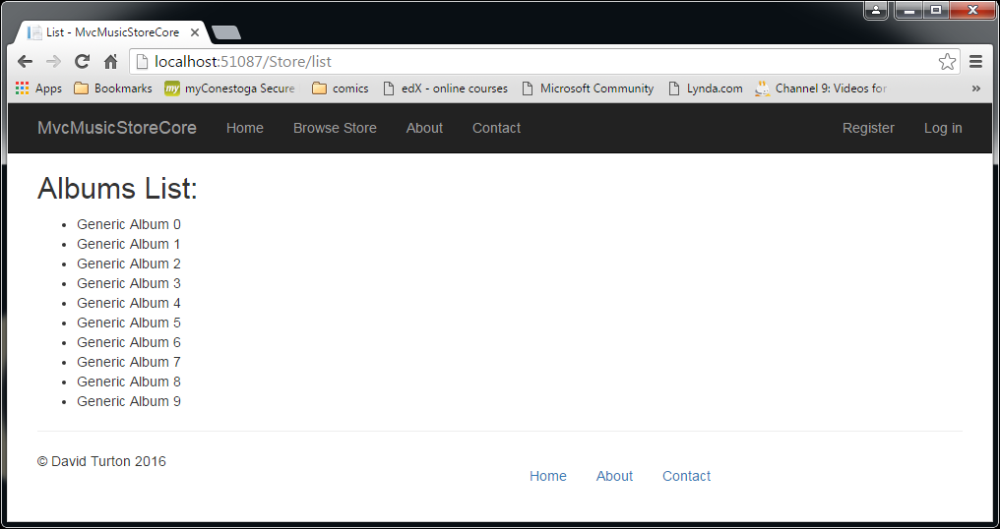 List - MvcMusicStoreCore
localhost:51087/Store/list
Apps Bookmarks myConestoga Secure comics edX - online courses Microsoft Community Lynda.com Channel 9: Videos for »
MvcMusicStoreCore Home Browse Store About Contact Register Log in
Albums List:
• Generic Album 0
• Generic Album 1
• Generic Album 2
• Generic Album 3
• Generic Album 4
• Generic Album 5
• Generic Album 6
• Generic Album 7
• Generic Album 8
• Generic Album 9
© David Turton 2016
Home About Contact